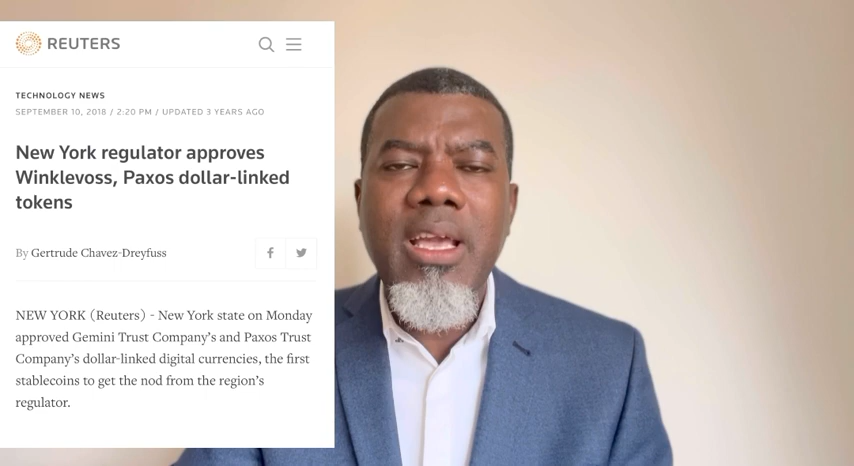 REUTERS
TECHNOLOGY NEWS
SEPTEMBER 10, 2018 / 2:20 PM / UPDATED 3 YEARS AGO
New York regulator approves
Winklevoss, Paxos dollar-linked
tokens
By Gertrude Chavez-Dreyfuss
NEW YORK (Reuters) - New York state on Monday
approved Gemini Trust Company’s and Paxos Trust
Company’s dollar-linked digital currencies, the first
stablecoins to get the nod from the region’s
regulator.